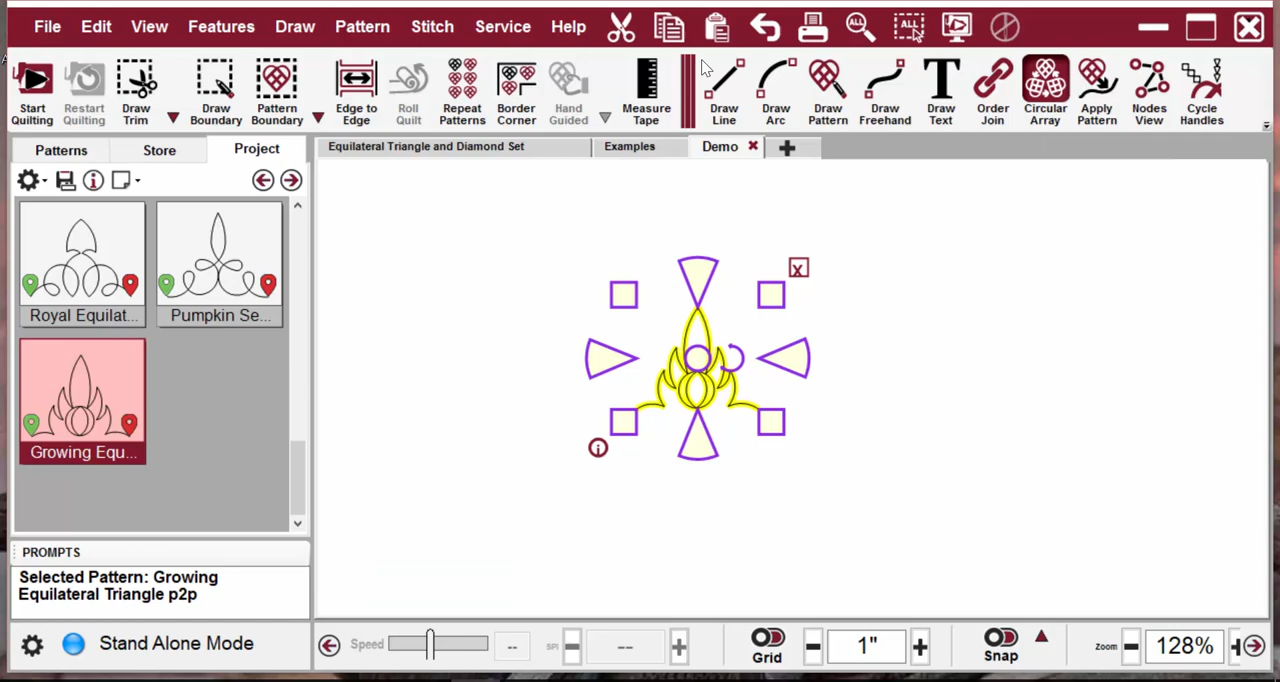 File Edit View Features Draw Pattern Stitch Service Help
ALL ALL
Start Quilting
Restart Quilting
Draw Trim
Draw Boundary
Pattern Boundary
Edge to Edge
Roll Quilt
Repeat Patterns
Border Corner
Hand Guided
Measure Tape
Draw Line
Draw Arc
Draw Pattern
Draw Freehand
Draw Text
Order Join
Circular Array
Apply Pattern
Nodes View
Cycle Handles
Patterns Store Project
Equilateral Triangle and Diamond Set Examples Demo
Royal Equilat... Pumpkin Se...
Growing Equ...
x
PROMPTS
Selected Pattern: Growing
Equilateral Triangle p2p
Stand Alone Mode
Speed -- SPI --
Grid 1"
Snap
Zoom 128%